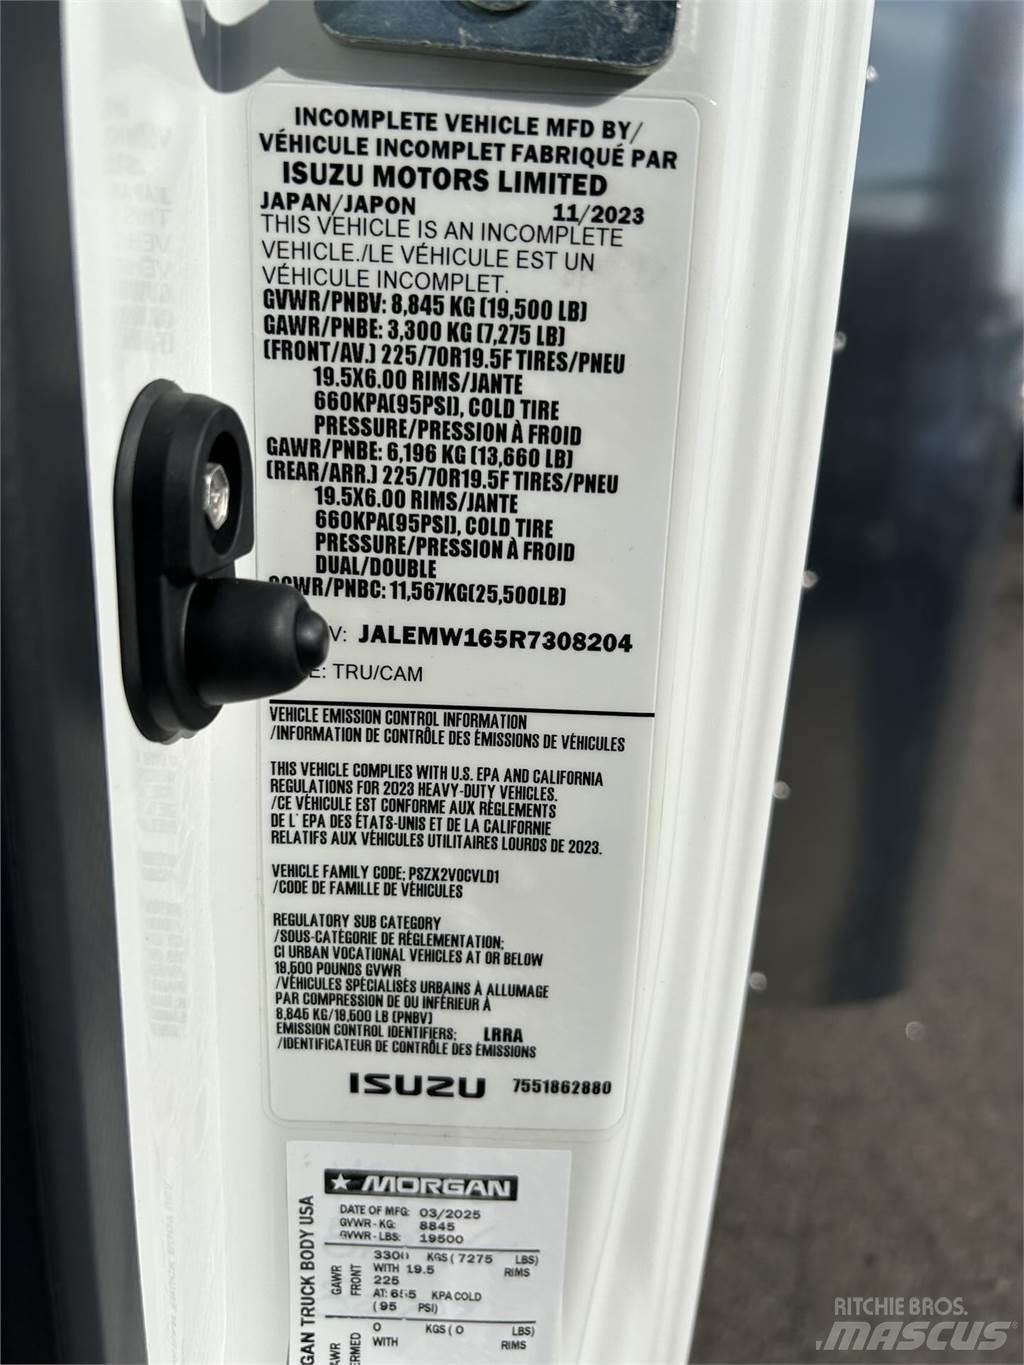 INCOMPLETE VEHICLE MFD BY/
VÉHICULE INCOMPLET FABRIQUÉ PAR
ISUZU MOTORS LIMITED
JAPAN/JAPON 11/2023
THIS VEHICLE IS AN INCOMPLETE
VEHICLE./LE VÉHICULE EST UN
VÉHICULE INCOMPLET.
GVWR/PNBV: 8,845 KG (19,500 LB)
GAWR/PNBE: 3,300 KG (7,275 LB)
(FRONT/AV.) 225/70R19.5F TIRES/PNEU
19.5X6.00 RIMS/JANTE
660KPA(95PSI), COLD TIRE
PRESSURE/PRESSION À FROID
GAWR/PNBE: 6,196 KG (13,660 LB)
(REAR/ARR.) 225/70R19.5F TIRES/PNEU
19.5X6.00 RIMS/JANTE
660KPA(95PSI), COLD TIRE
PRESSURE/PRESSION À FROID
DUAL/DOUBLE
GCWR/PNBC: 11,567KG(25,500LB)
V: JALEMW165R7308204
E: TRU/CAM
VEHICLE EMISSION CONTROL INFORMATION
/INFORMATION DE CONTRÔLE DES ÉMISSIONS DE VÉHICULES
THIS VEHICLE COMPLIES WITH U.S. EPA AND CALIFORNIA
REGULATIONS FOR 2023 HEAVY-DUTY VEHICLES.
/CE VÉHICULE EST CONFORME AUX RÈGLEMENTS
DE L' EPA DES ÉTATS-UNIS ET DE LA CALIFORNIE
RELATIFS AUX VÉHICULES UTILITAIRES LOURDS DE 2023.
VEHICLE FAMILY CODE: PSZX2VOCVLD1
/CODE DE FAMILLE DE VÉHICULES
REGULATORY SUB CATEGORY
/SOUS-CATÉGORIE DE RÉGLEMENTATION:
CI URBAN VOCATIONAL VEHICLES AT OR BELOW
19,500 POUNDS GVWR
/VÉHICULES SPÉCIALISÉS URBAINS À ALLUMAGE
PAR COMPRESSION DE OU INFÉRIEUR À
8,845 KG/19,500 LB (PNBV)
EMISSION CONTROL IDENTIFIERS: LRRA
/IDENTIFICATEUR DE CONTRÔLE DES ÉMISSIONS
ISUZU 7551862880
MORGAN
GAN TRUCK BODY USA
DATE OF MFG: 03/2025
GVWR-KG: 8845
GVWR-LBS: 19500
GAWR FRONT
3300 KGS ( 7275 LBS)
WITH 19.5 RIMS
225
AT: 655 KPA COLD
( 95 PSI)
0 KGS ( 0 LBS)
WITH RIMS
RITCHIE BROS.
MASCUS